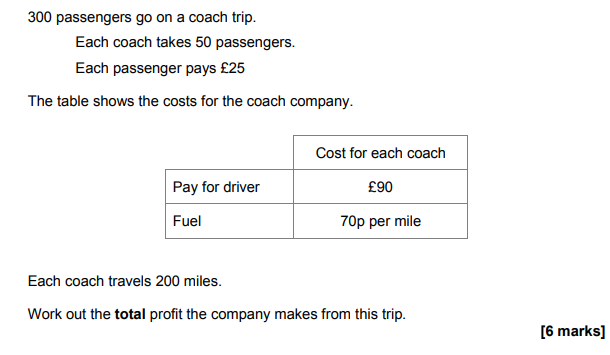 300 passengers go on a coach trip.
Each coach takes 50 passengers.
Each passenger pays £25
The table shows the costs for the coach company.
Cost for each coach
Pay for driver £90
Fuel 70p per mile
Each coach travels 200 miles.
Work out the total profit the company makes from this trip.
[6 marks]